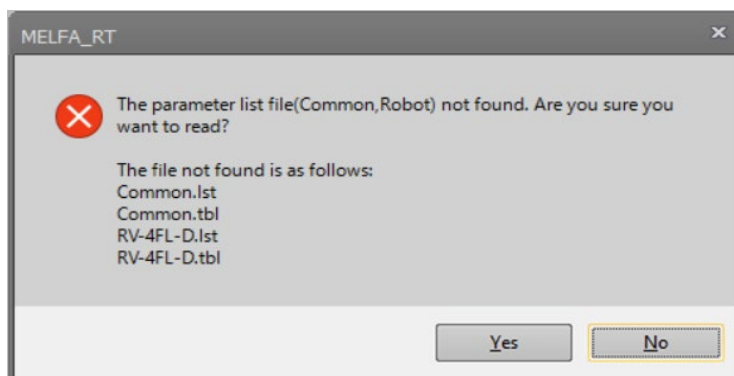 MELFA_RT
The parameter list file(Common,Robot) not found. Are you sure you
want to read?
The file not found is as follows:
Common.lst
Common.tbl
RV-4FL-D.lst
RV-4FL-D.tbl
Yes
No